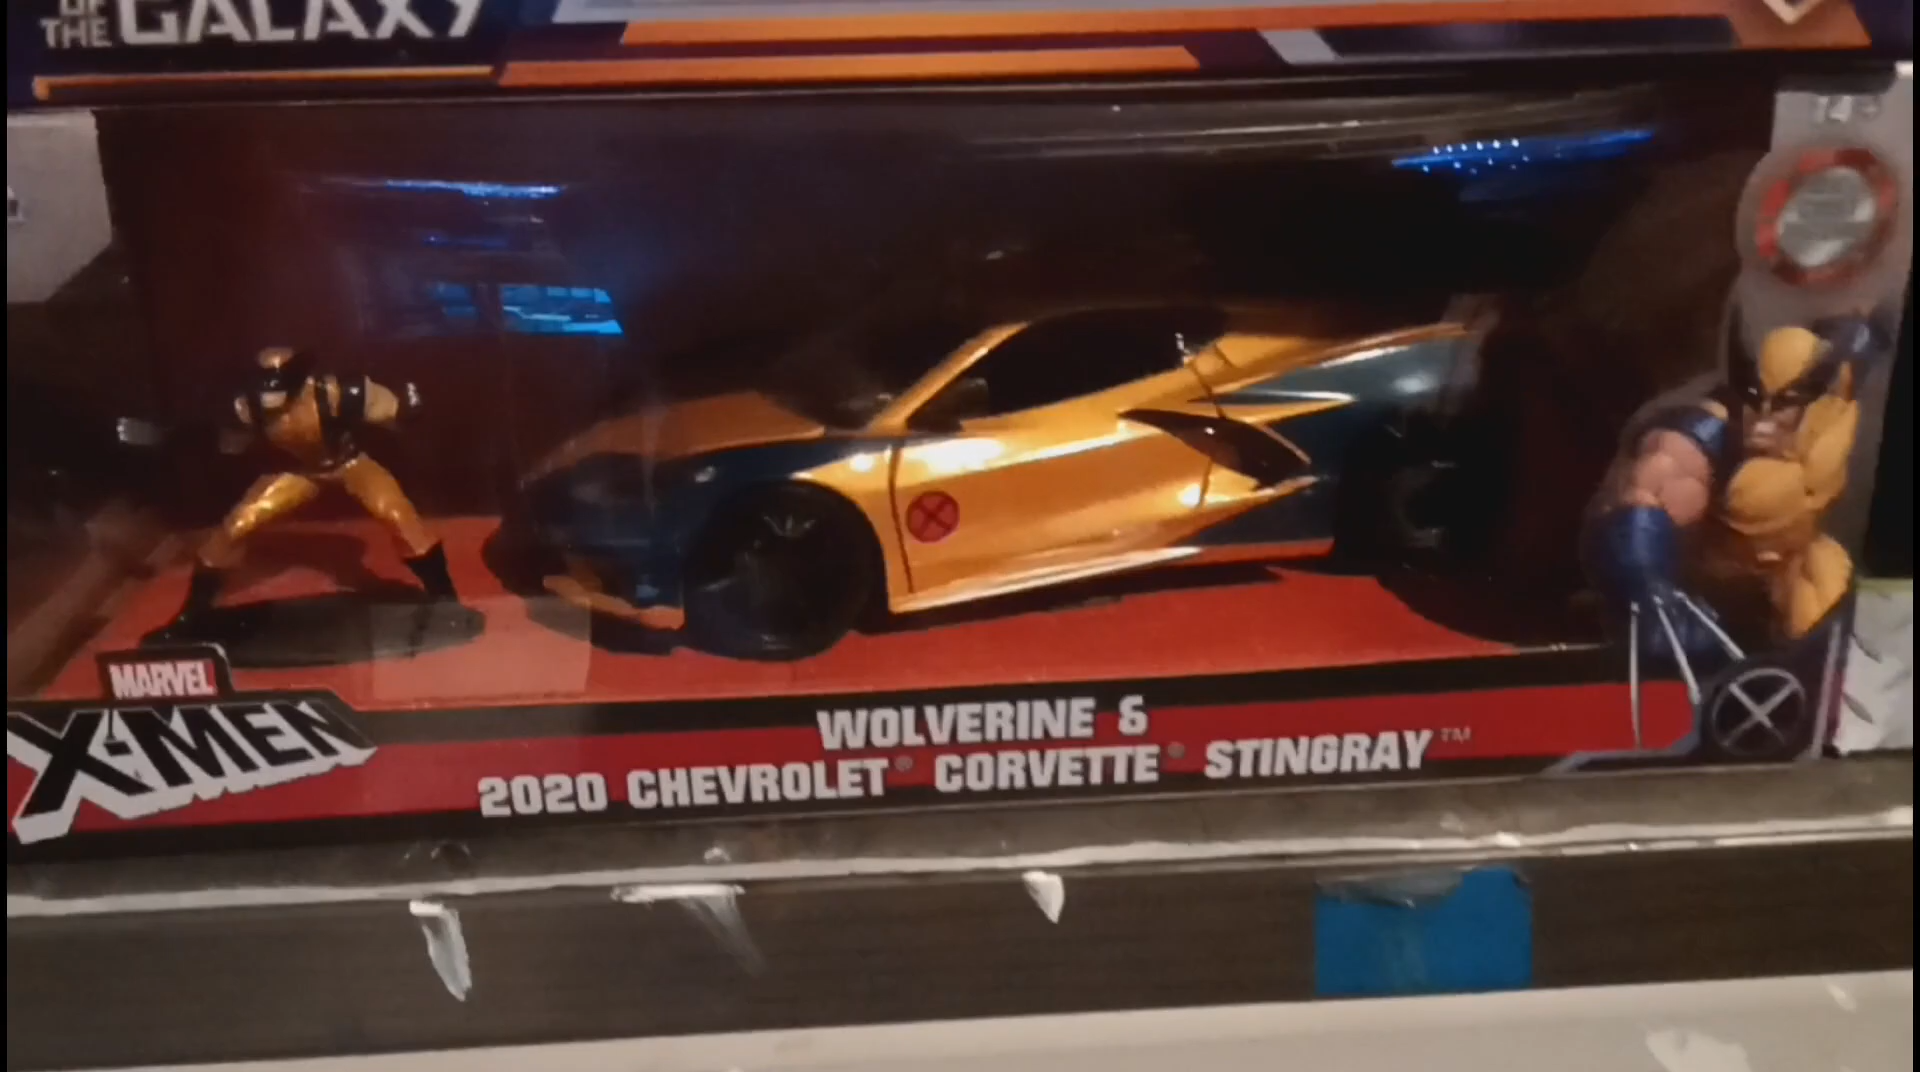 OF
THE GALAXY
MARVEL
X-MEN
WOLVERINE &
2020 CHEVROLET® CORVETTE® STINGRAY™